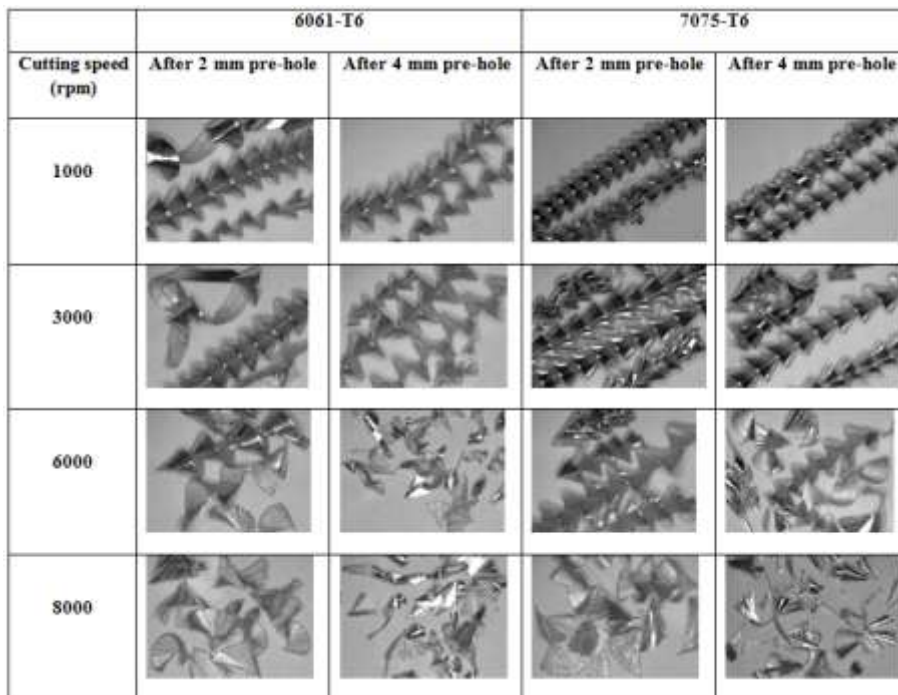 6061-T6 7075-T6
Cutting speed After 2 mm pre-hole After 4 mm pre-hole After 2 mm pre-hole After 4 mm pre-hole
(rpm)
1000
3000
6000
8000